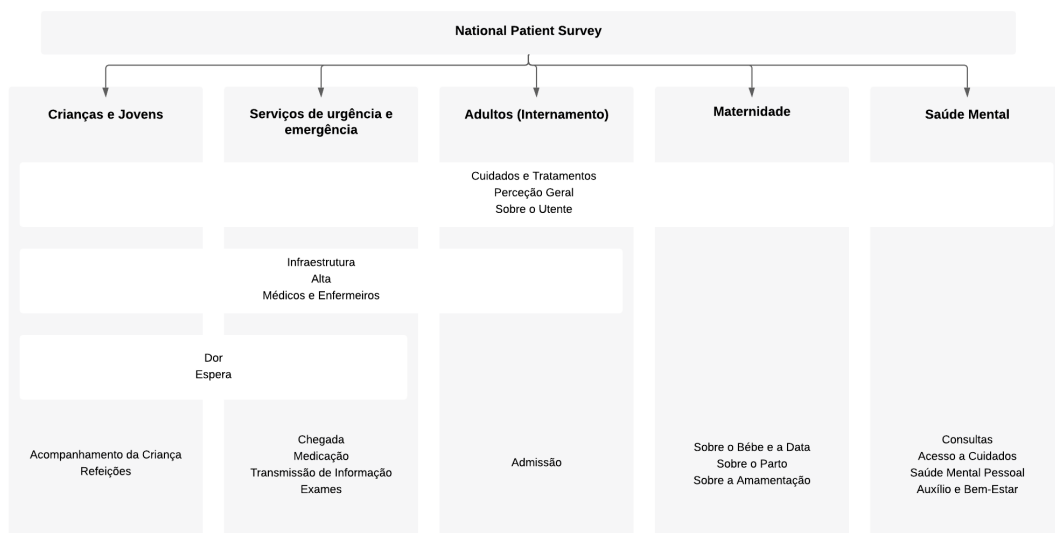 National Patient Survey
Crianças e Jovens
Serviços de urgência e
emergência
Adultos (Internamento)
Maternidade
Saúde Mental
Cuidados e Tratamentos
Perceção Geral
Sobre o Utente
Infraestrutura
Alta
Médicos e Enfermeiros
Dor
Espera
Acompanhamento da Criança
Refeições
Chegada
Medicação
Transmissão de Informação
Exames
Admissão
Sobre o Bébe e a Data
Sobre o Parto
Sobre a Amamentação
Consultas
Acesso a Cuidados
Saúde Mental Pessoal
Auxílio e Bem-Estar